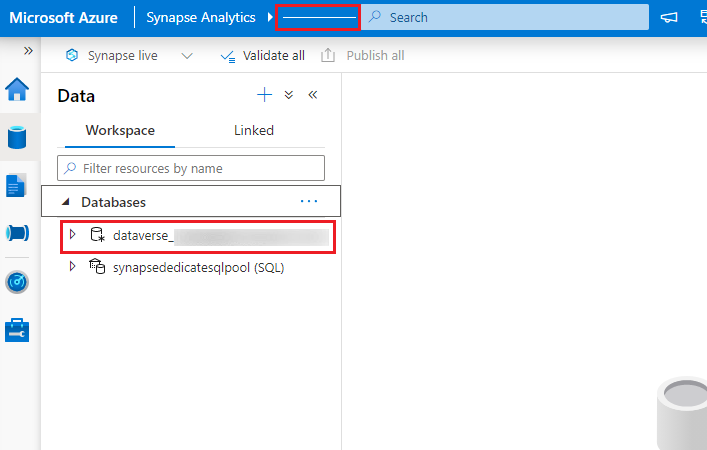 Microsoft Azure Synapse Analytics Search
Synapse live Validate all Publish all
Data
Workspace Linked
Filter resources by name
Databases
dataverse_
synapsededicatesqlpool (SQL)